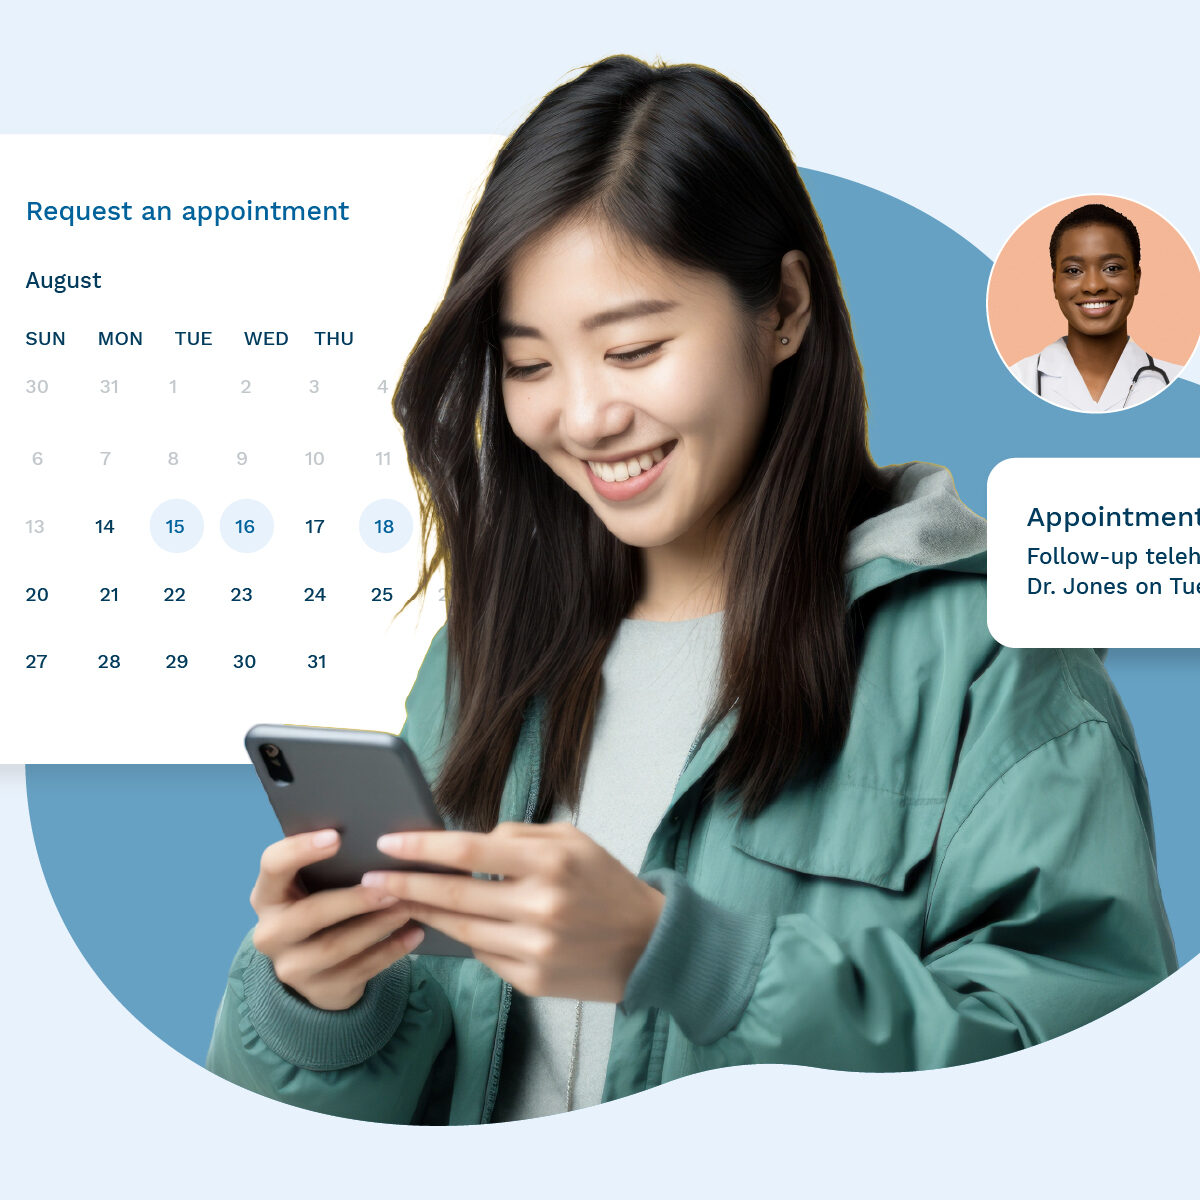 Request an appointment
August
SUN MON TUE WED THU
30 31 1 2 3 4
6 7 8 9 10 11
13 14 15 16 17 18
20 21 22 23 24 25
27 28 29 30 31
Appointment
Follow-up
Dr. Jones on